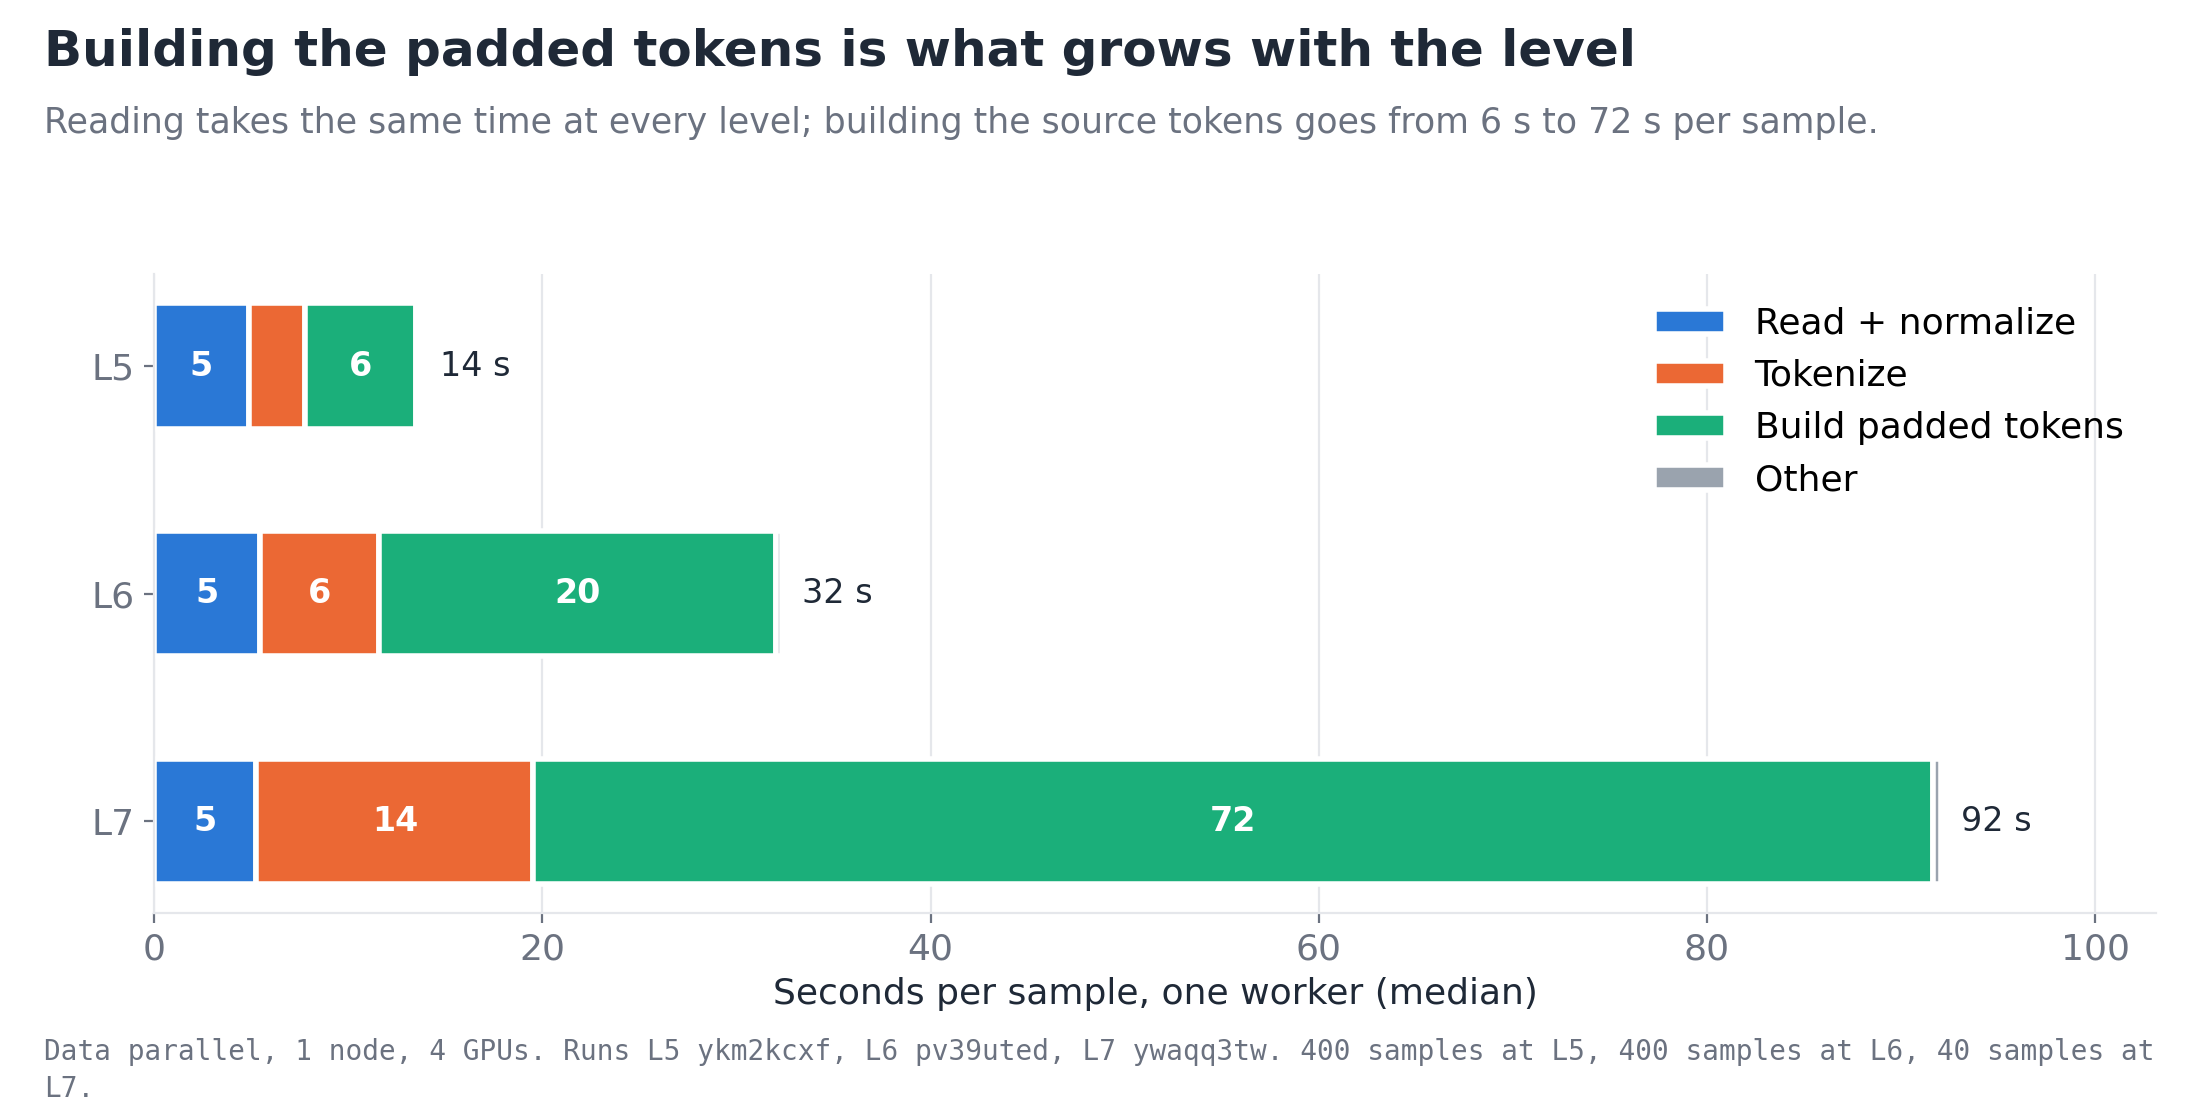 Building the padded tokens is what grows with the level
Reading takes the same time at every level; building the source tokens goes from 6 s to 72 s per sample.
L5
5
6
14 s
Read + normalize
Tokenize
Build padded tokens
Other
L6
5
6
20
32 s
L7
5
14
72
92 s
0
20
40
60
80
100
Seconds per sample, one worker (median)
Data parallel, 1 node, 4 GPUs. Runs L5 ykm2kcxf, L6 pv39uted, L7 ywaqq3tw. 400 samples at L5, 400 samples at L6, 40 samples at
L7.